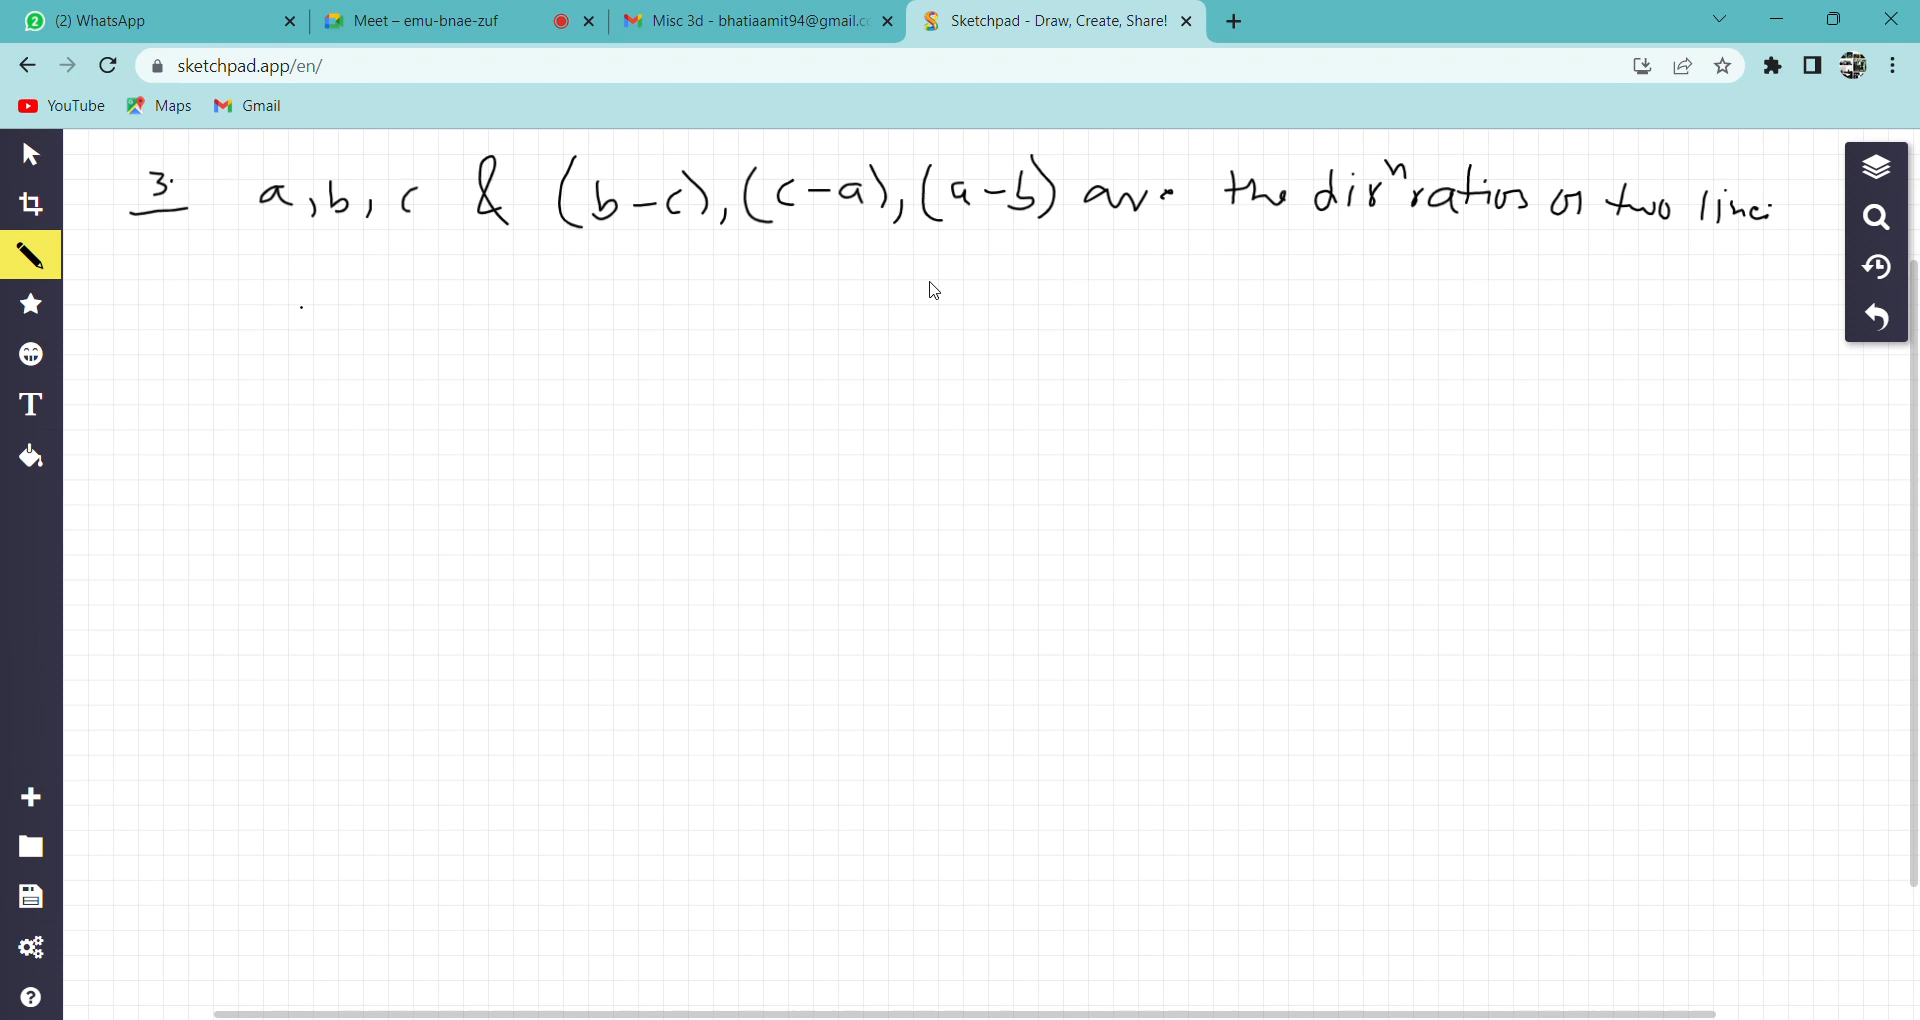 (2) WhatsApp
Meet – emu-bnae-zuf
Misc 3d - bhatiaamit94@gmail.cc
Sketchpad - Draw, Create, Share!
sketchpad.app/en/
YouTube Maps Gmail
3. a, b, c & (b-c), (c-a), (a-b) are the dirⁿ ratios of two lines